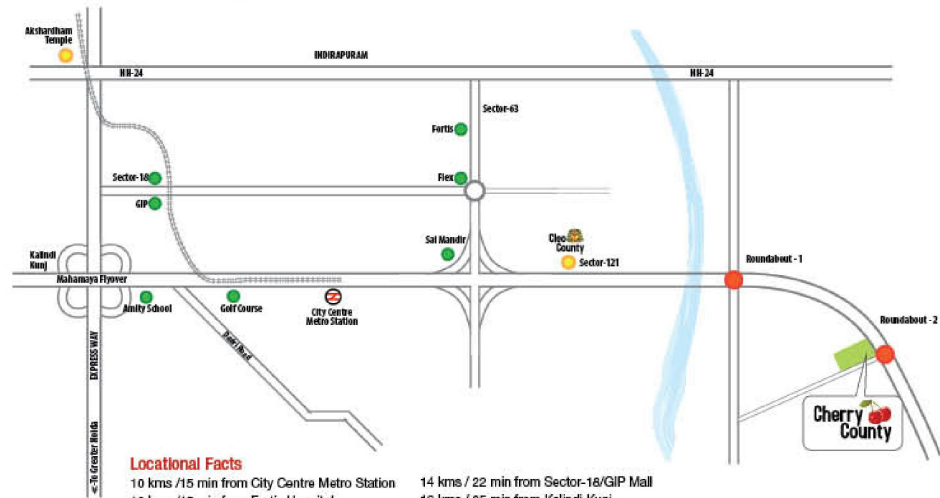 Akshardham
Temple
INDIRAPURAM
NH-24
NH-24
Sector-63
Fortis
Sector-18
Flex
GIP
Sai Mandir
Cleo
County
Sector-121
Kalindi
Kunj
Roundabout - 1
Mahamaya Flyover
Amity School
Golf Course
City Centre
Metro Station
Roundabout - 2
Dadri Road
EXPRESS WAY
Cherry
County
<-To Greater Noida
Locational Facts
10 kms /15 min from City Centre Metro Station
14 kms / 22 min from Sector-18/GIP Mall